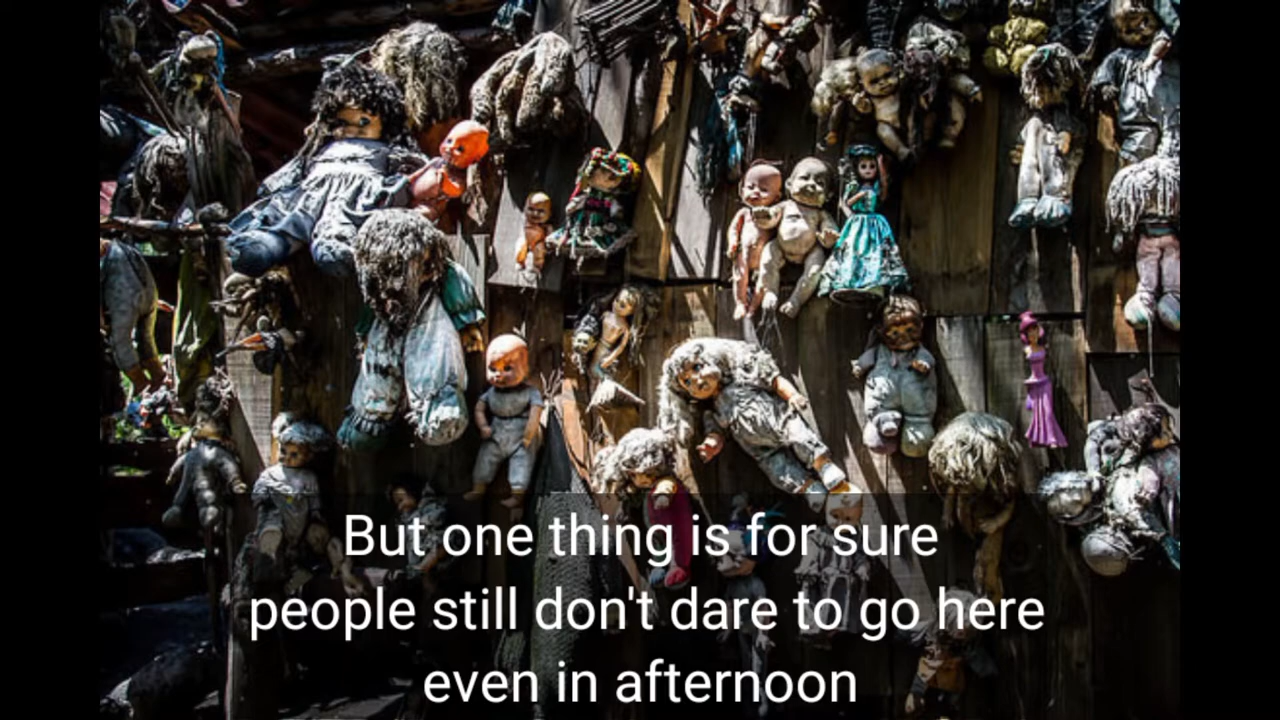 But one thing is for sure
people still don't dare to go here
even in afternoon